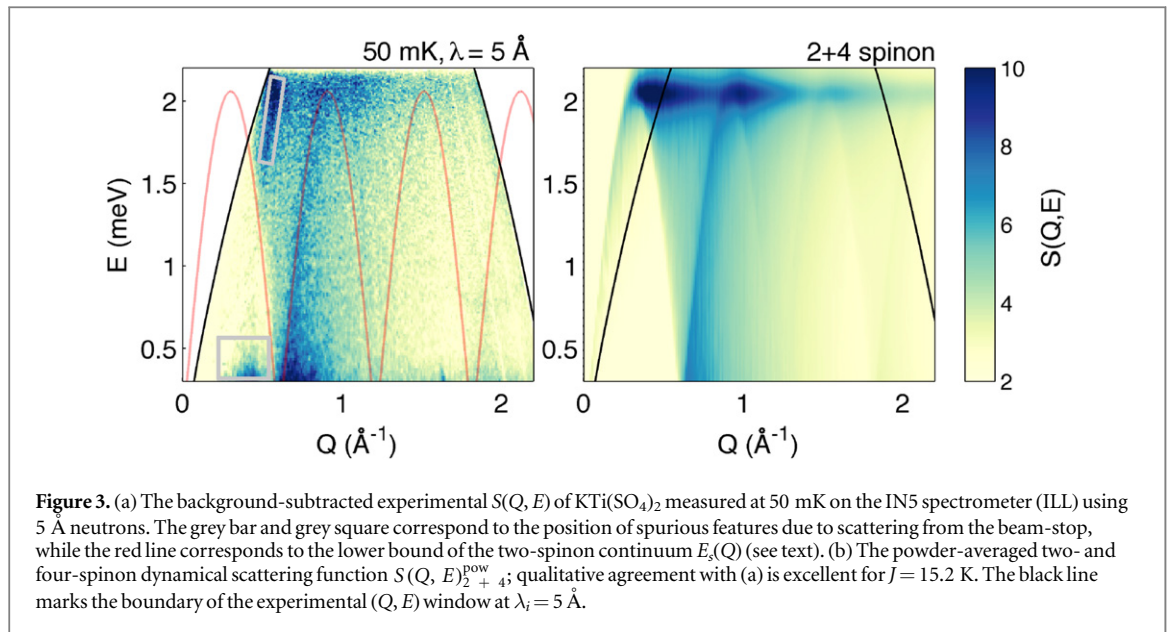 50 mK, λ = 5 Å
2+4 spinon
2
1.5
1
0.5
E (meV)
0
1
2
Q (Å⁻¹)
2
1.5
1
0.5
0
1
2
Q (Å⁻¹)
10
8
6
4
2
S(Q,E)
Figure 3. (a) The background-subtracted experimental S(Q, E) of KTi(SO₄)₂ measured at 50 mK on the IN5 spectrometer (ILL) using
5 Å neutrons. The grey bar and grey square correspond to the position of spurious features due to scattering from the beam-stop,
while the red line corresponds to the lower bound of the two-spinon continuum Eₛ(Q) (see text). (b) The powder-averaged two- and
four-spinon dynamical scattering function S(Q, E)^pow_2 + 4; qualitative agreement with (a) is excellent for J = 15.2 K. The black line
marks the boundary of the experimental (Q, E) window at λᵢ = 5 Å.